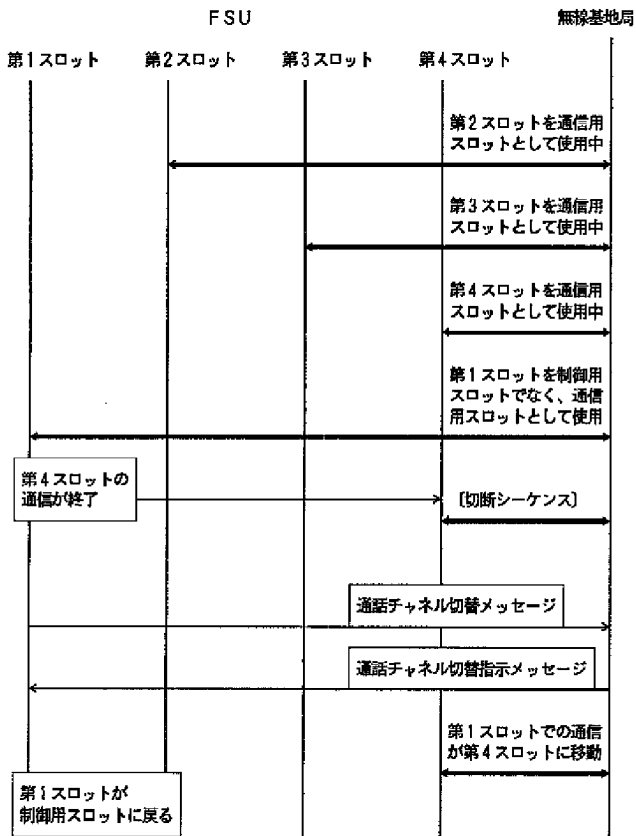 FSU
無線基地局
第1スロット
第2スロット
第3スロット
第4スロット
第2スロットを通信用
スロットとして使用中
第3スロットを通信用
スロットとして使用中
第4スロットを通信用
スロットとして使用中
第1スロットを制御用
スロットでなく、通信
用スロットとして使用
第4スロットの
通信が終了
〔切断シーケンス〕
通話チャネル切替メッセージ
通話チャネル切替指示メッセージ
第1スロットでの通信
が第4スロットに移動
第1スロットが
制御用スロットに戻る